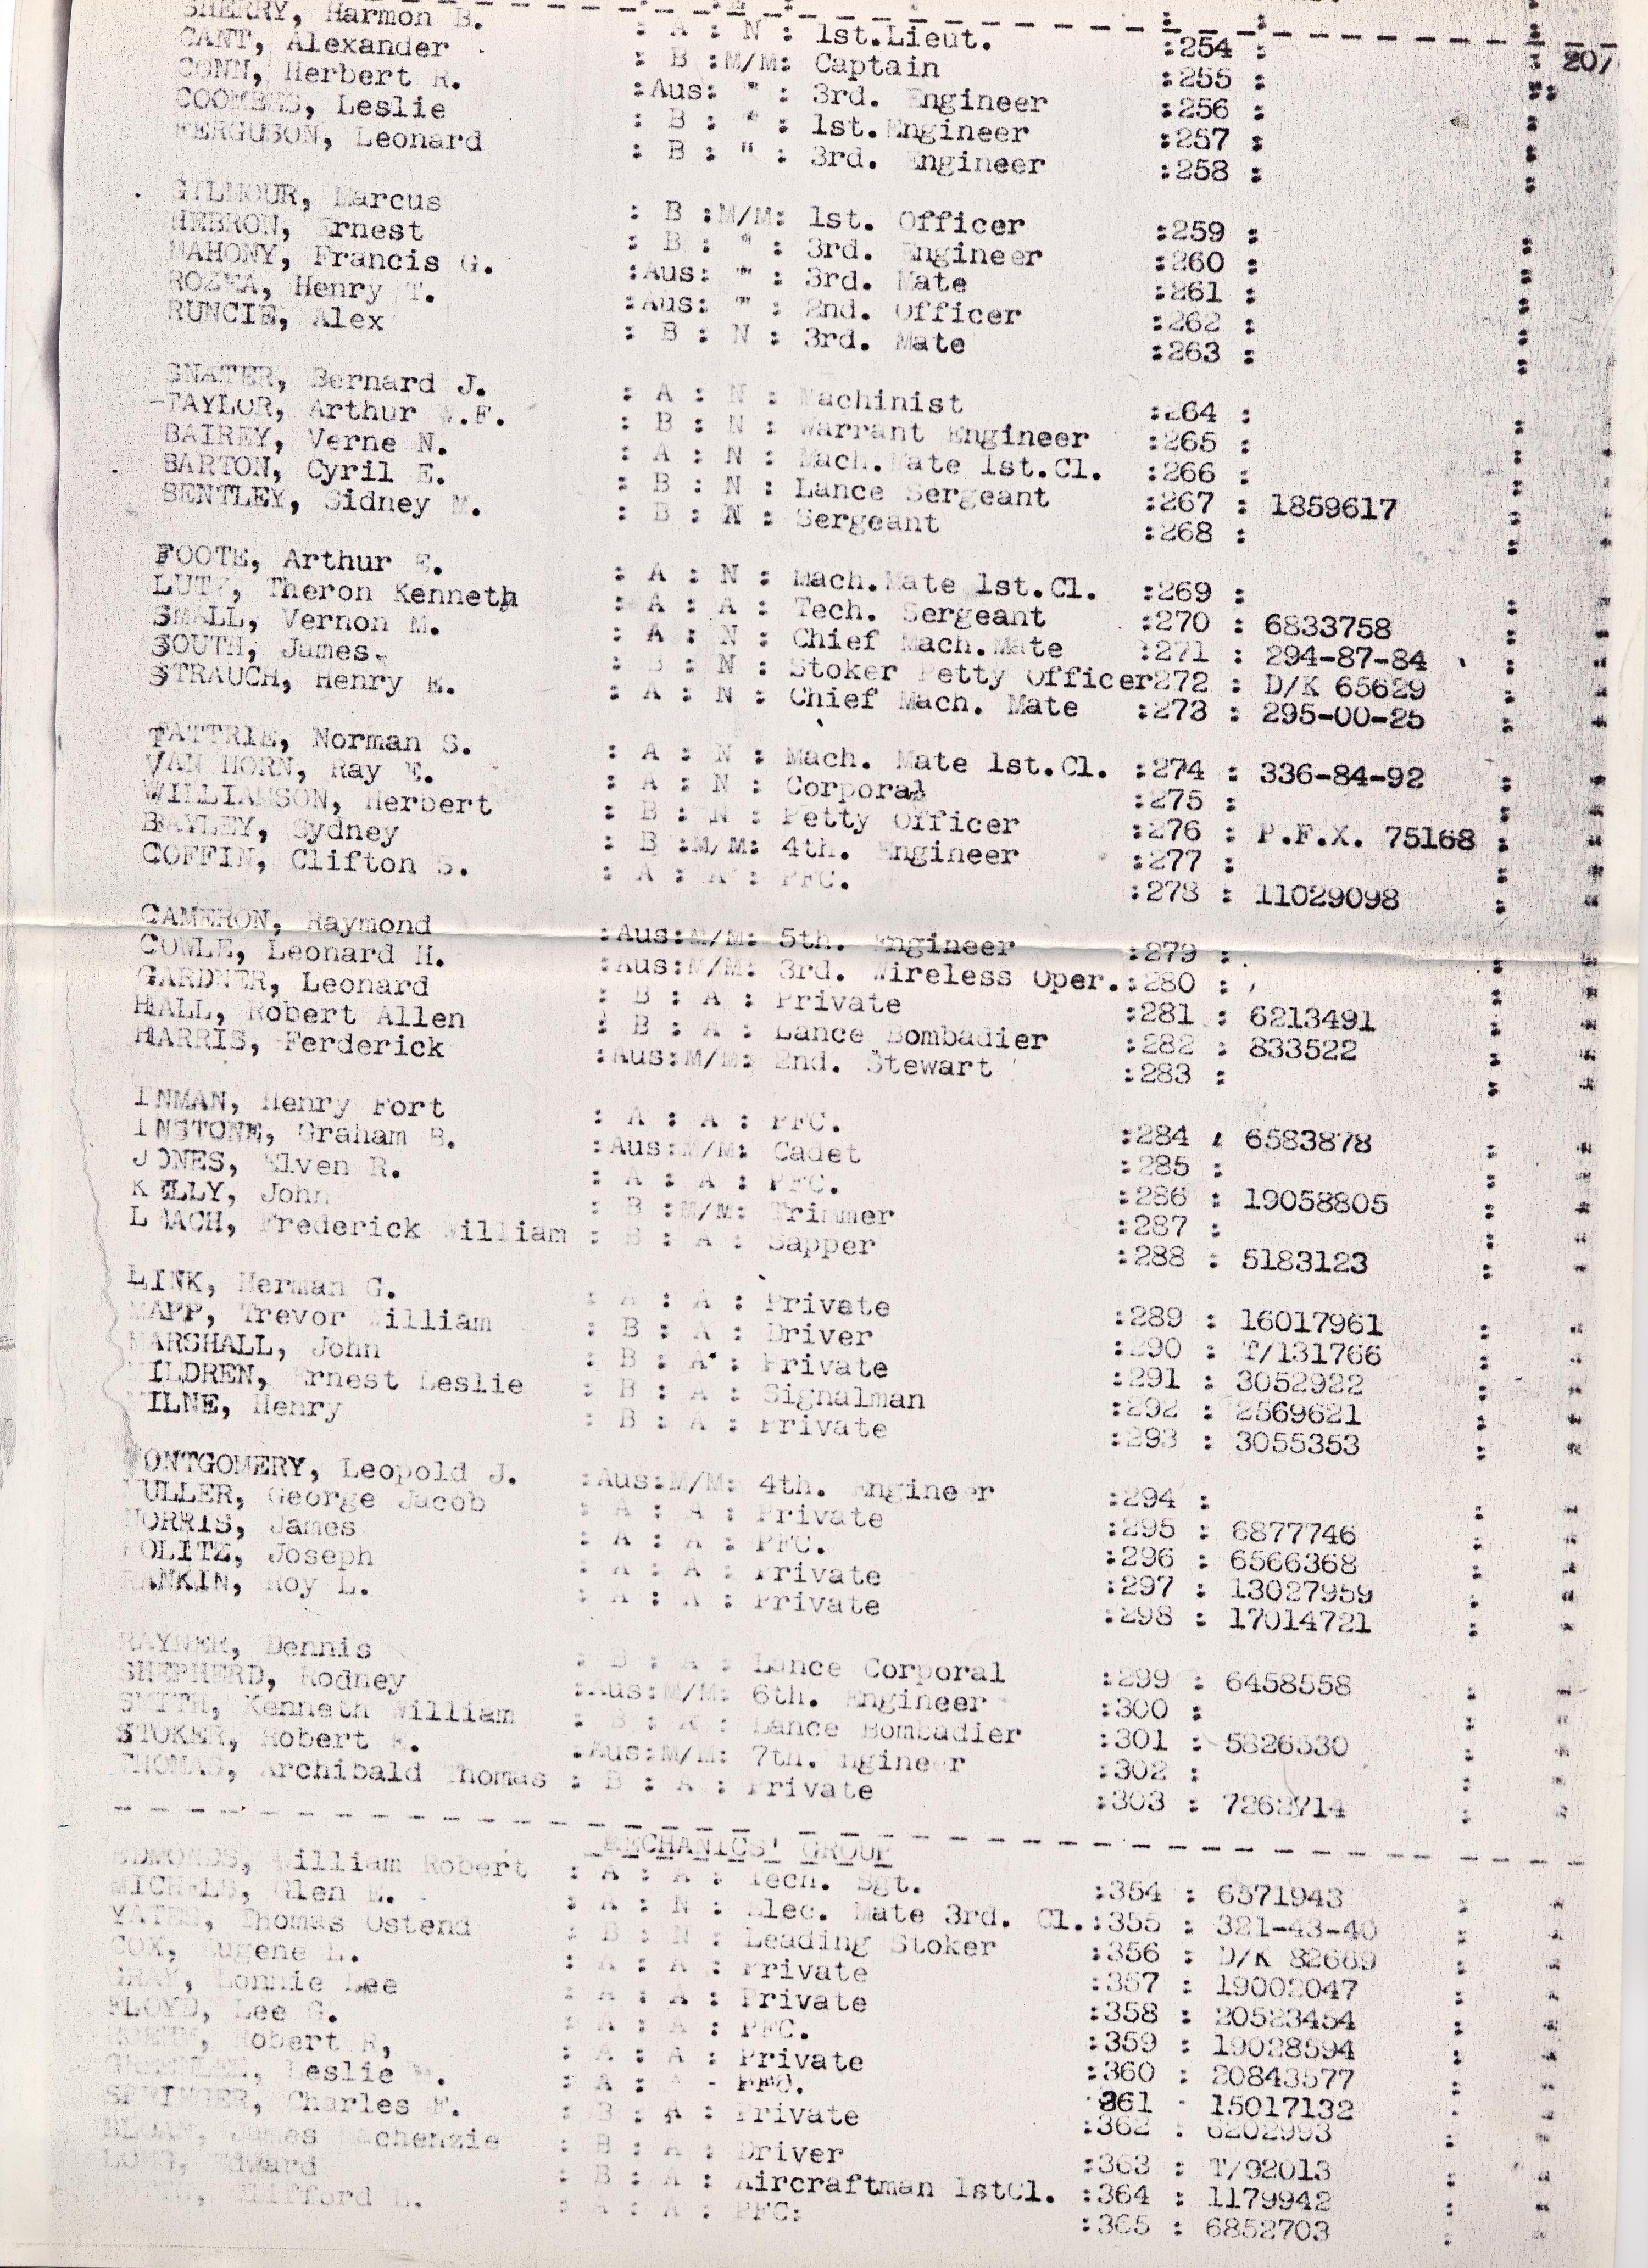 SHERRY, Harmon B. : A : N : 1st.Lieut. :254 : : 207
CANT, Alexander : B :M/M: Captain :255 :
CONN, Herbert R. :Aus: " : 3rd. Engineer :256 :
COOMBES, Leslie : B : " : 1st.Engineer :257 :
FERGUSON, Leonard : B : " : 3rd. Engineer :258 :
GILMOUR, Marcus : B :M/M: 1st. Officer :259 :
HEBRON, Ernest : B : " : 3rd. Engineer :260 :
MAHONY, Francis G. :Aus: " : 3rd. Mate :261 :
ROZMA, Henry T. :Aus: " : 2nd. Officer :262 :
RUNCIE, Alex : B : N : 3rd. Mate :263 :
SNATER, Bernard J. : A : N : Machinist :264 :
-TAYLOR, Arthur W.F. : B : N : Warrant Engineer :265 :
BAIREY, Verne N. : A : N : Mach.Mate 1st.Cl. :266 :
BARTON, Cyril E. : B : N : Lance Sergeant :267 : 1859617
BENTLEY, Sidney M. : B : N : Sergeant :268 :
FOOTE, Arthur E. : A : N : Mach.Mate 1st.Cl. :269 :
LUTZ, Theron Kenneth : A : A : Tech. Sergeant :270 : 6833758
SMALL, Vernon M. : A : N : Chief Mach.Mate :271 : 294-87-84
SOUTH, James. : B : N : Stoker Petty Officer272 : D/K 65629
STRAUCH, Henry E. : A : N : Chief Mach. Mate :273 : 295-00-25
PATTRIE, Norman S. : A : N : Mach. Mate 1st.Cl. :274 : 336-84-92
VAN HORN, Ray E. : A : N : Corporal :275 :
WILLIAMSON, Herbert : B : N : Petty Officer :276 : P.F.X. 75168 :
BAYLEY, Sydney : B :M/M: 4th. Engineer :277 :
COFFIN, Clifton S. : A : A : PFC. :278 : 11029098
CAMERON, Raymond :Aus:M/M: 5th. Engineer :279 :
COWLE, Leonard H. :Aus:M/M: 3rd. Wireless Oper.:280 :
GARDNER, Leonard : B : A : Private :281 : 6213491
HALL, Robert Allen : B : A : Lance Bombadier :282 : 833522
HARRIS, Ferderick :Aus:M/M: 2nd. Stewart :283 :
INMAN, Henry Fort : A : A : PFC. :284 : 6583878
INSTONE, Graham B. :Aus:M/M: Cadet :285 :
JONES, Elven R. : A : A : PFC. :286 : 19058805
KELLY, John : B :M/M: Trimmer :287 :
LEACH, Frederick William : B : A : Sapper :288 : 5183123
LINK, Herman G. : A : A : Private :289 : 16017961
MAPP, Trevor William : B : A : Driver :290 : T/131766
MARSHALL, John : B : A : Private :291 : 3052922
MILDREN, Ernest Leslie : B : A : Signalman :292 : 2569621
MILNE, Henry : B : A : Private :293 : 3055353
MONTGOMERY, Leopold J. :Aus:M/M: 4th. Engineer :294 :
MULLER, George Jacob : A : A : Private :295 : 6877746
NORRIS, James : A : A : PFC. :296 : 6566368
POLITZ, Joseph : A : A : Private :297 : 13027959
RANKIN, Roy L. : A : A : Private :298 : 17014721
RAYNER, Dennis : B : A : Lance Corporal :299 : 6458558
SHEPHERD, Rodney :Aus:M/M: 6th. Engineer :300 :
SMITH, Kenneth William : B : A : Lance Bombadier :301 : 5826530
STOKER, Robert :Aus:M/M: 7th. Engineer :302 :
THOMAS, Archibald Thomas : B : A : Private :303 : 7262714
MECHANICS' GROUP
EDMONDS, William Robert : A : A : Tech. Sgt. :354 : 6571943
MICHELS, Glen E. : A : N : Elec. Mate 3rd. Cl.:355 : 321-43-40
YATES, Thomas Ostend : B : N : Leading Stoker :356 : D/K 82669
COX, Eugene L. : A : A : Private :357 : 19002047
GRAY, Lonnie Lee : A : A : Private :358 : 20523454
FLOYD, Lee G. : A : A : PFC. :359 : 19028594
Robert R, : A : A : Private :360 : 20843577
Leslie : A : - PFC. 361 - 15017132
SPRINGER, Charles F. : B : A : Private :362 : 6202993
SLOAN, James Mackenzie : B : A : Driver :363 : T/92013
LONG, Edward : B : A : Aircraftman 1stCl. :364 : 1179942
Clifford L. : A : A : PFC: :365 : 6852703